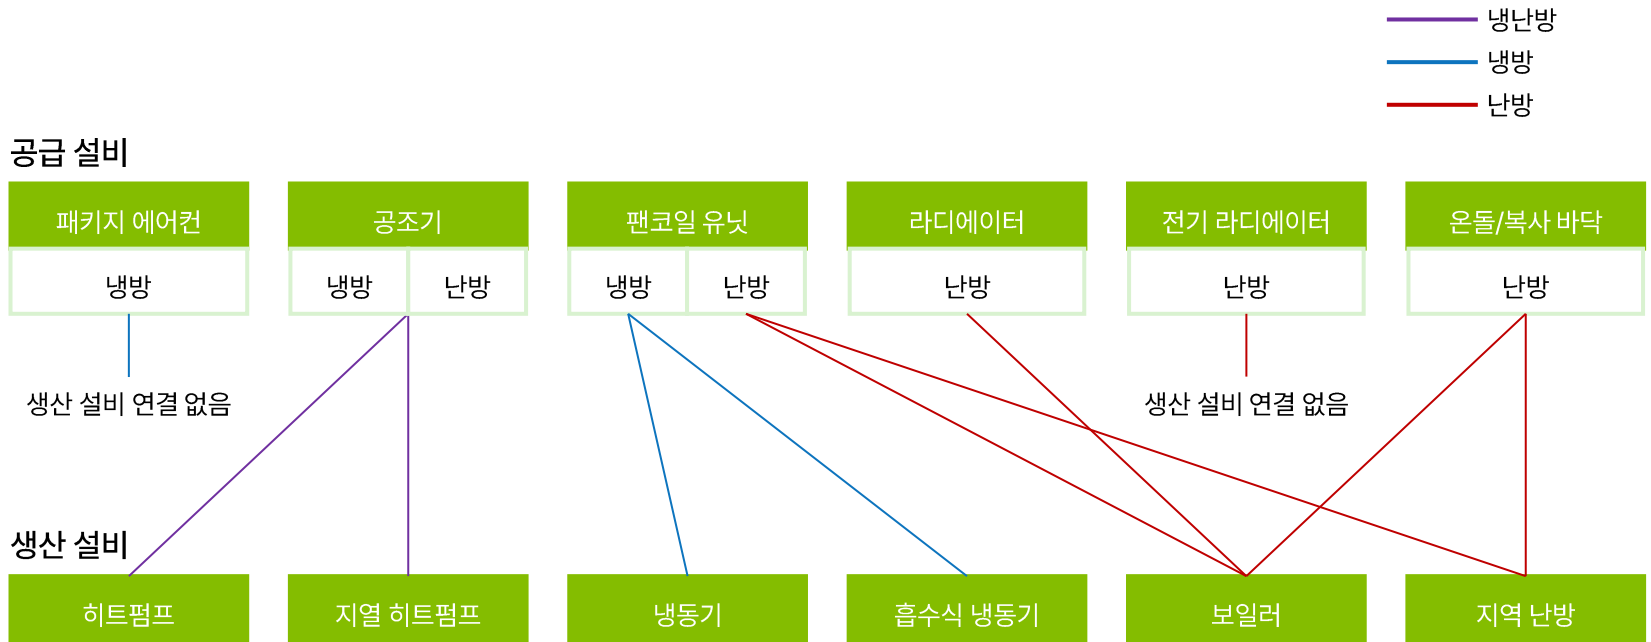 냉난방
냉방
난방
공급 설비
패키지 에어컨
공조기
팬코일 유닛
라디에이터
전기 라디에이터
온돌/복사 바닥
냉방
냉방
난방
냉방
난방
난방
난방
난방
생산 설비 연결 없음
생산 설비 연결 없음
생산 설비
히트펌프
지열 히트펌프
냉동기
흡수식 냉동기
보일러
지역 난방